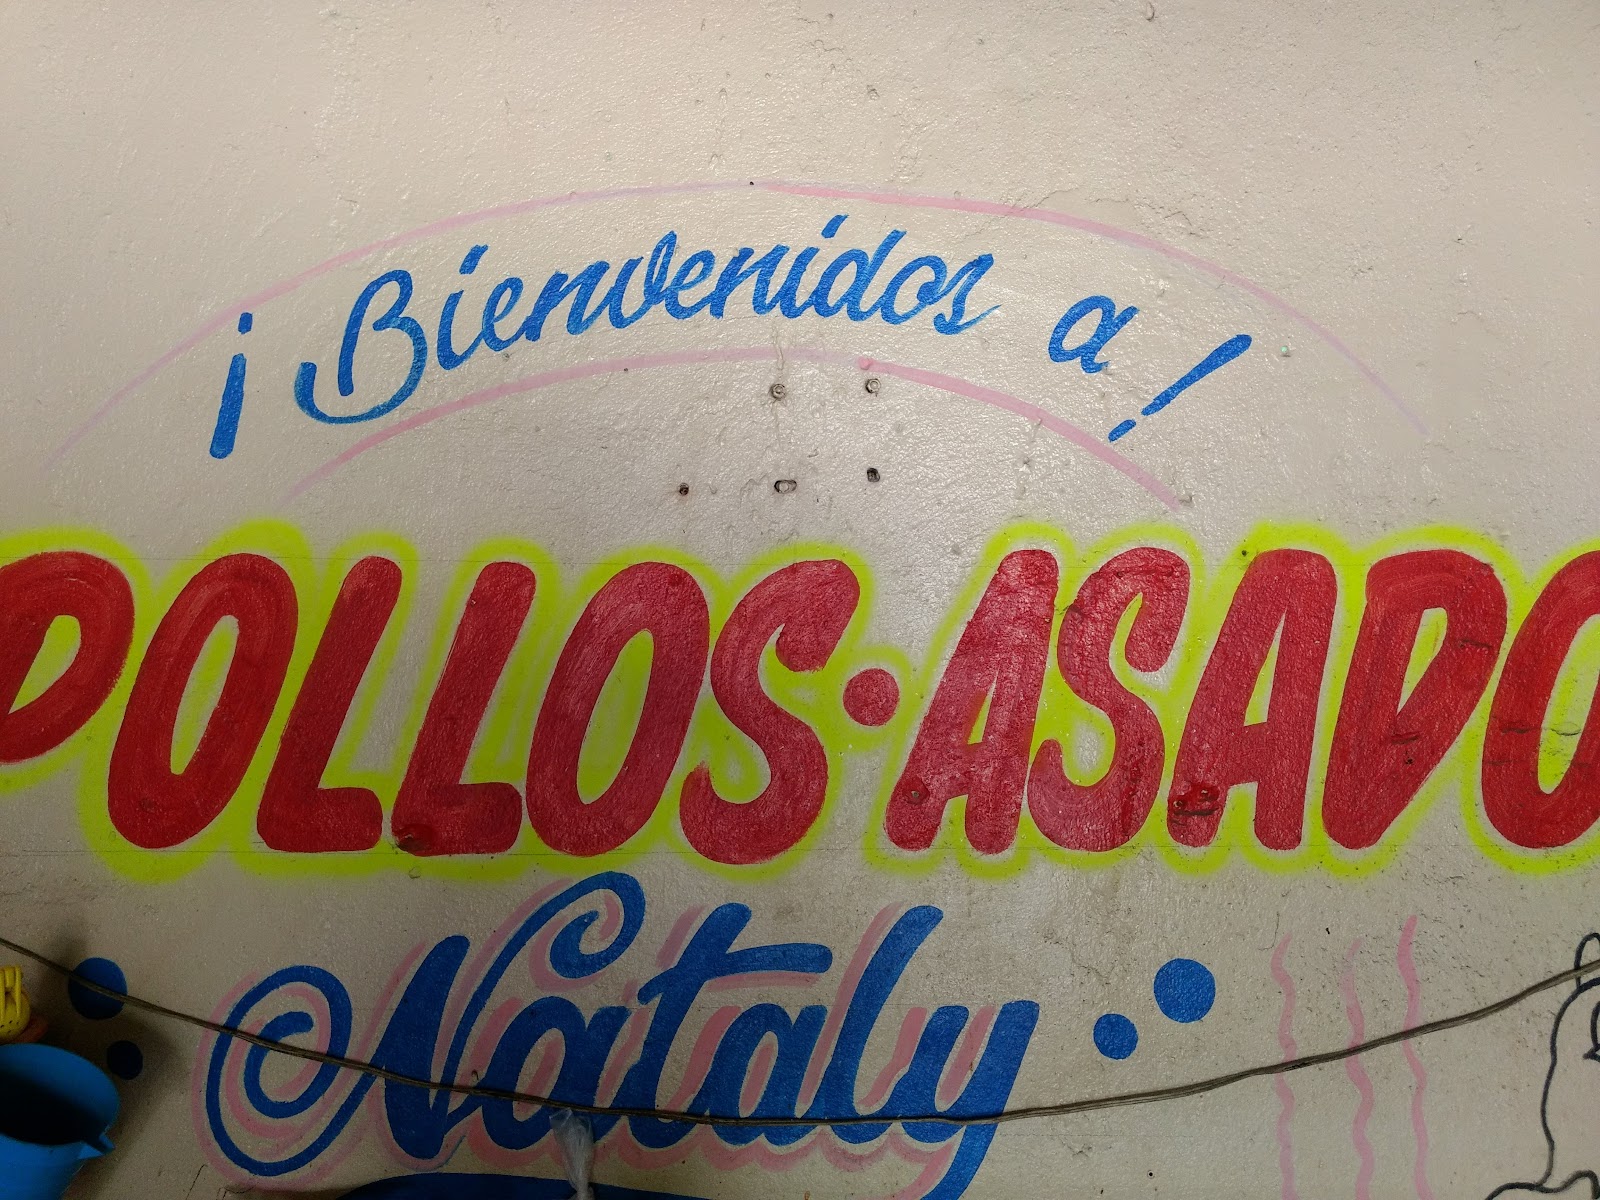 ¡Bienvenidos a!
POLLOS·ASADO
Nataly